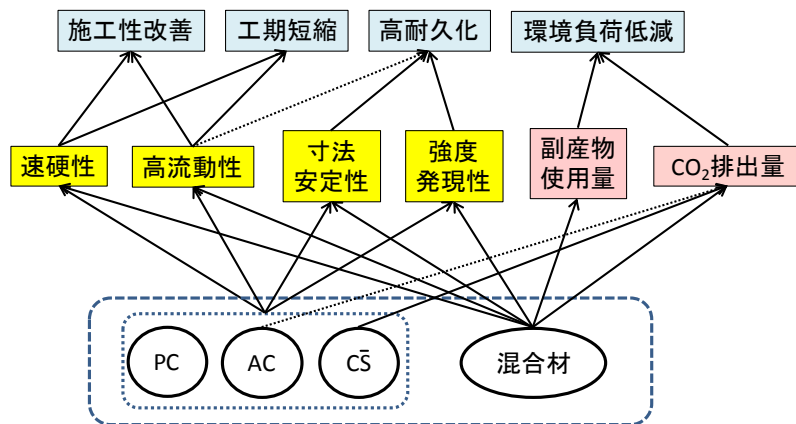 施工性改善
工期短縮
高耐久化
環境負荷低減
速硬性
高流動性
寸法
安定性
強度
発現性
副産物
使用量
CO₂排出量
PC
AC
CS̄
混合材